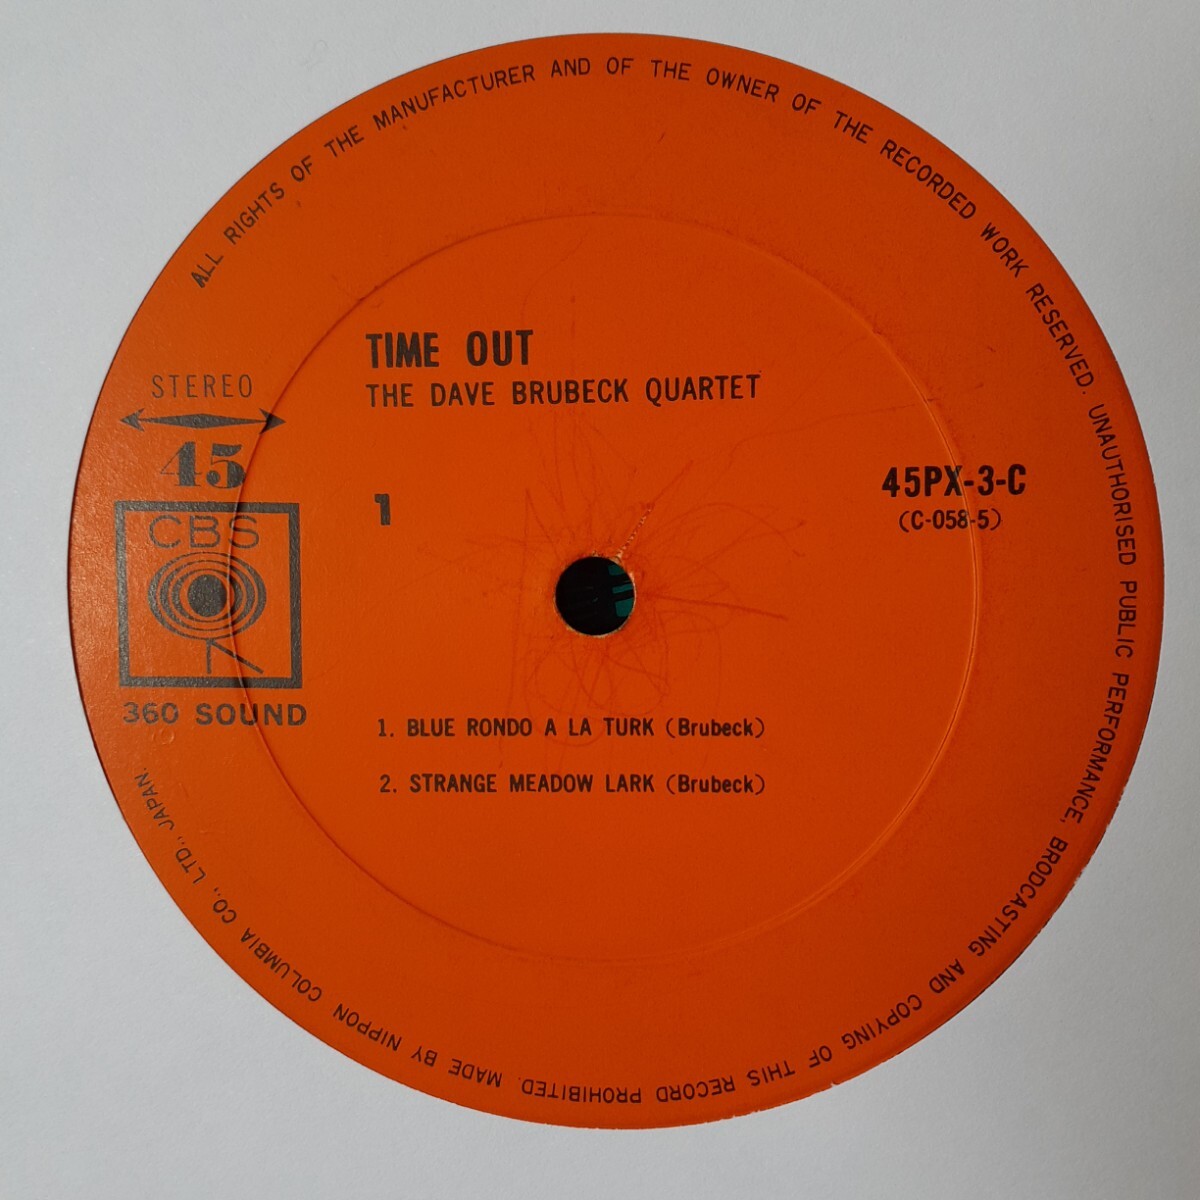 ALL RIGHTS OF THE MANUFACTURER AND OF THE OWNER OF THE RECORDED WORK RESERVED. UNAUTHORISED PUBLIC PERFORMANCE, BRODCASTING AND COPYING OF THIS RECORD PROHIBITED. MADE BY NIPPON COLUMBIA CO., LTD., JAPAN.
TIME OUT
THE DAVE BRUBECK QUARTET
STEREO
45
CBS
360 SOUND
1
45PX-3-C
(C-058-5)
1. BLUE RONDO A LA TURK (Brubeck)
2. STRANGE MEADOW LARK (Brubeck)